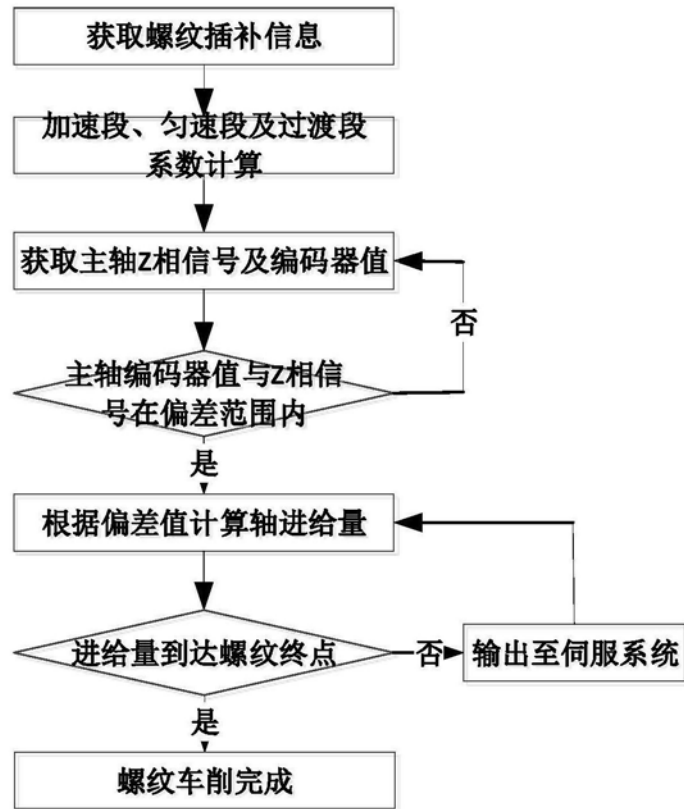 获取螺纹插补信息
加速段、匀速段及过渡段
系数计算
获取主轴Z相信号及编码器值
否
主轴编码器值与Z相信
号在偏差范围内
是
根据偏差值计算轴进给量
进给量到达螺纹终点
否
输出至伺服系统
是
螺纹车削完成